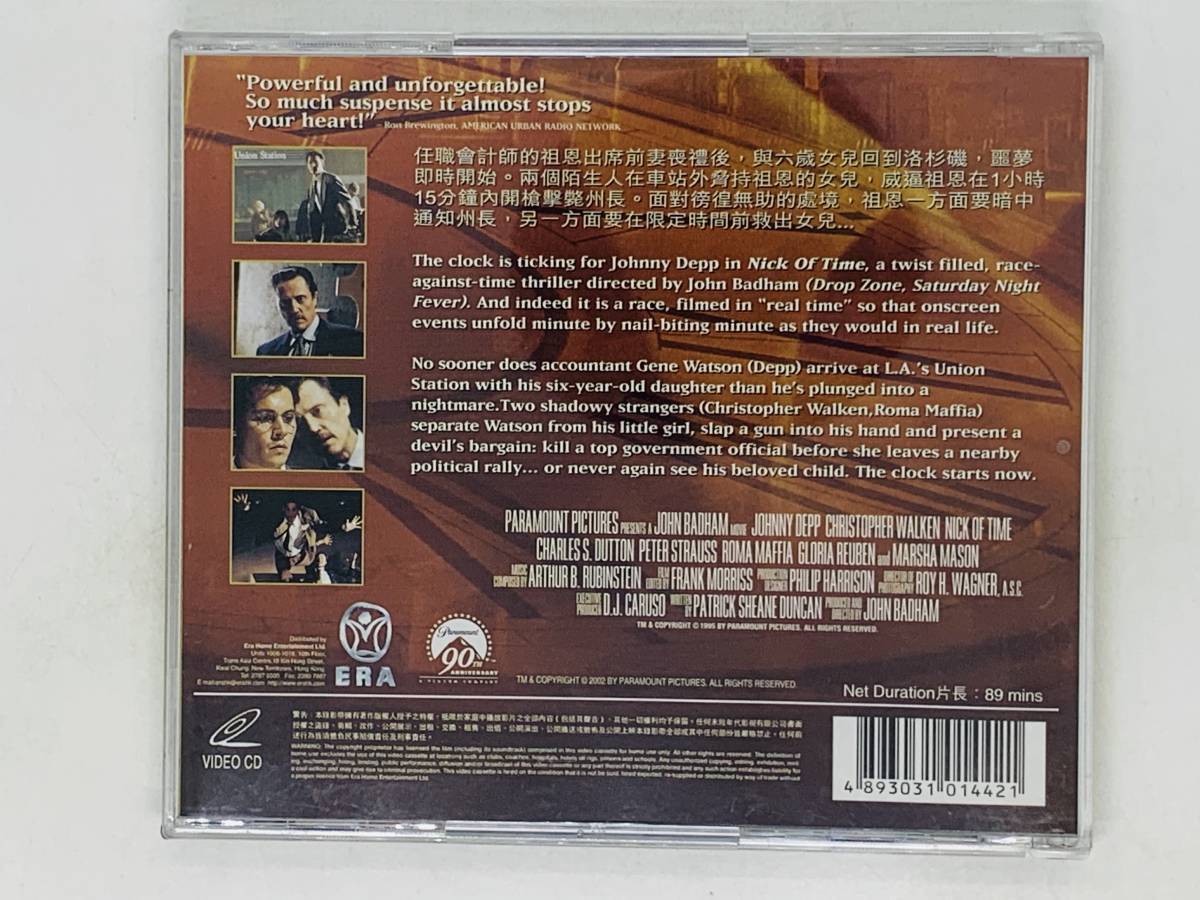 "Powerful and unforgettable!
So much suspense it almost stops
your heart!" – Ron Brewington, AMERICAN URBAN RADIO NETWORK
Union Station
任職會計師的祖恩出席前妻喪禮後，與六歲女兒回到洛杉磯，噩夢
即時開始。兩個陌生人在車站外脅持祖恩的女兒，威逼祖恩在1小時
15分鐘內開槍擊斃州長。面對徬徨無助的處境，祖恩一方面要暗中
通知州長，另一方面要在限定時間前救出女兒...
The clock is ticking for Johnny Depp in Nick Of Time, a twist filled, race-
against-time thriller directed by John Badham (Drop Zone, Saturday Night
Fever). And indeed it is a race, filmed in "real time" so that onscreen
events unfold minute by nail-biting minute as they would in real life.
No sooner does accountant Gene Watson (Depp) arrive at L.A.'s Union
Station with his six-year-old daughter than he's plunged into a
nightmare.Two shadowy strangers (Christopher Walken,Roma Maffia)
separate Watson from his little girl, slap a gun into his hand and present a
devil's bargain: kill a top government official before she leaves a nearby
political rally... or never again see his beloved child. The clock starts now.
PARAMOUNT PICTURES PRESENTS A JOHN BADHAM MOVIE JOHNNY DEPP CHRISTOPHER WALKEN NICK OF TIME
CHARLES S. DUTTON PETER STRAUSS ROMA MAFFIA GLORIA REUBEN AND MARSHA MASON
MUSIC COMPOSED BY ARTHUR B. RUBINSTEIN FILM EDITED BY FRANK MORRISS PRODUCTION DESIGNER PHILIP HARRISON DIRECTOR OF PHOTOGRAPHY ROY H. WAGNER, A.S.C.
EXECUTIVE PRODUCER D.J. CARUSO WRITTEN BY PATRICK SHEANE DUNCAN PRODUCED AND DIRECTED BY JOHN BADHAM
TM & COPYRIGHT © 1995 BY PARAMOUNT PICTURES. ALL RIGHTS RESERVED.
Distributed by
Era Home Entertainment Ltd.
ERA
Paramount
90TH
ANNIVERSARY
TM & COPYRIGHT © 2002 BY PARAMOUNT PICTURES. ALL RIGHTS RESERVED.
Net Duration片長：89 mins
VIDEO CD
4 893031 014421